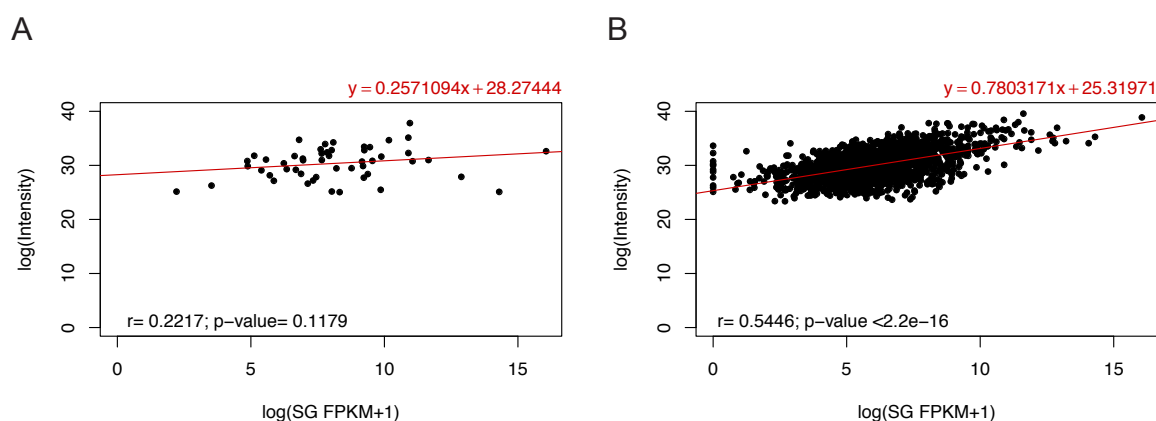 A
y = 0.2571094x + 28.27444
40
30
20
10
0
log(Intensity)
r= 0.2217; p-value= 0.1179
0 5 10 15
log(SG FPKM+1)
B
y = 0.7803171x + 25.31971
40
30
20
10
0
log(Intensity)
r= 0.5446; p-value <2.2e-16
0 5 10 15
log(SG FPKM+1)